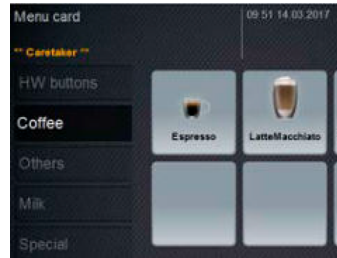 Menu card
09 51 14.03.2017
** Caretaker **
HW buttons
Coffee
Others
Milk
Special
Espresso
LatteMacchiato